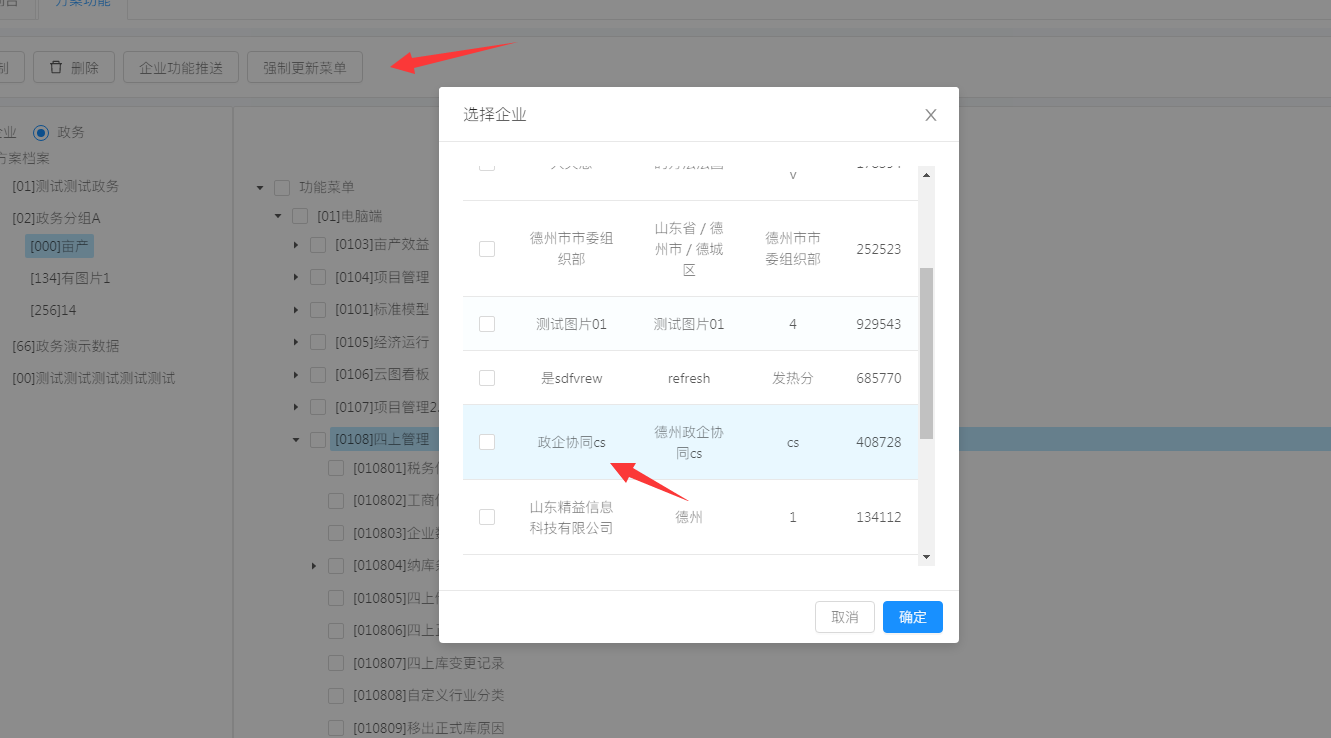 方案功能
制
删除
企业功能推送
强制更新菜单
企业
政务
方案档案
[01]测试测试政务
[02]政务分组A
[000]亩产
[134]有图片1
[256]14
[66]政务演示数据
[00]测试测试测试测试测试
功能菜单
[01]电脑端
[0103]亩产效益
[0104]项目管理
[0101]标准模型
[0105]经济运行
[0106]云图看板
[0107]项目管理2.
[0108]四上管理
[010801]税务
[010802]工商
[010803]企业
[010804]纳库
[010805]四上
[010806]四上
[010807]四上库变更记录
[010808]自定义行业分类
[010809]移出正式库原因
选择企业
v
德州市市委组
织部
山东省 / 德
州市 / 德城
区
德州市市
委组织部
252523
测试图片01
测试图片01
4
929543
是sdfvrew
refresh
发热分
685770
政企协同cs
德州政企协
同cs
cs
408728
山东精益信息
科技有限公司
德州
1
134112
取消
确定